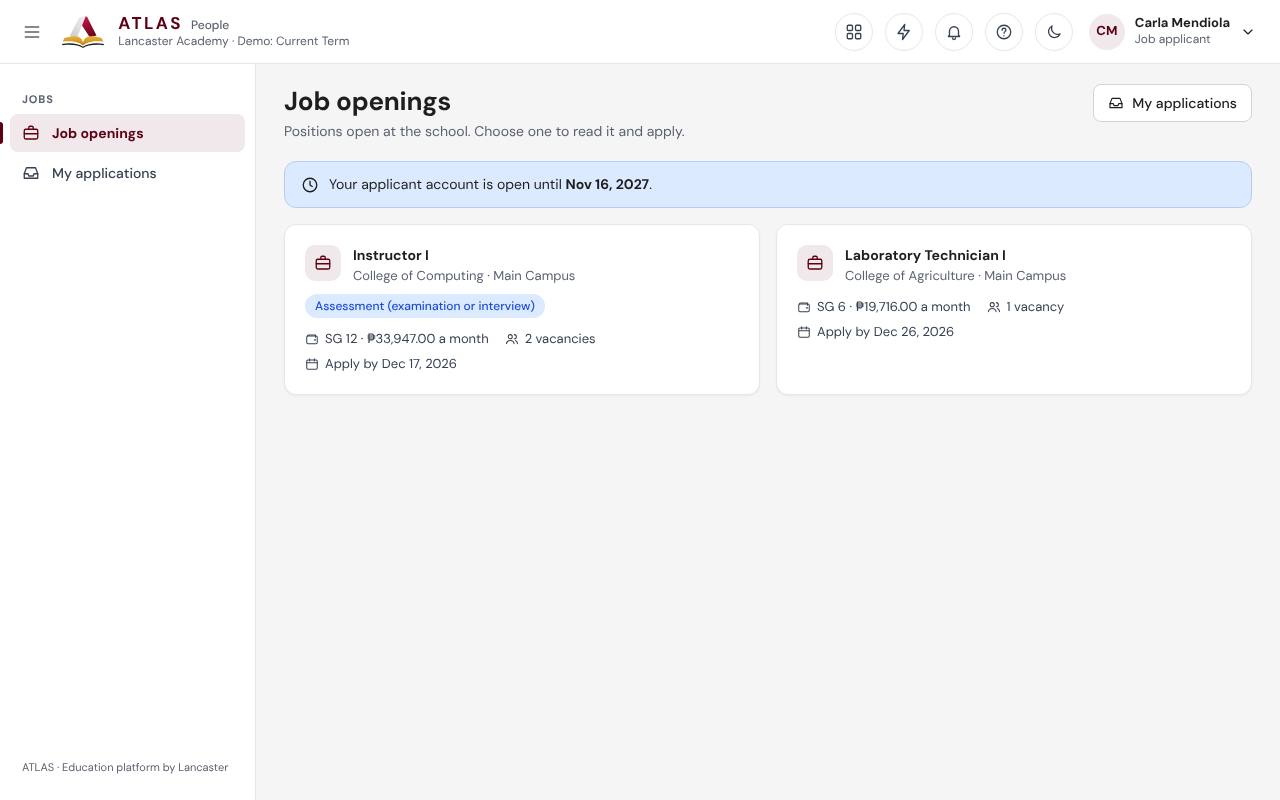 ATLAS People
Lancaster Academy · Demo: Current Term
CM
Carla Mendiola
Job applicant
JOBS
Job openings
My applications
Job openings
Positions open at the school. Choose one to read it and apply.
My applications
Your applicant account is open until Nov 16, 2027.
Instructor I
College of Computing · Main Campus
Assessment (examination or interview)
SG 12 · ₱33,947.00 a month
2 vacancies
Apply by Dec 17, 2026
Laboratory Technician I
College of Agriculture · Main Campus
SG 6 · ₱19,716.00 a month
1 vacancy
Apply by Dec 26, 2026
ATLAS · Education platform by Lancaster